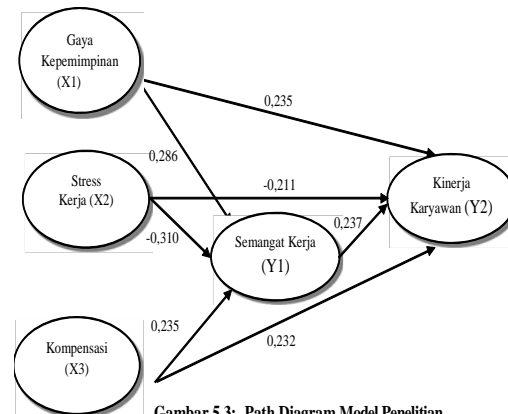 Gaya
Kepemimpinan
(X1)
0,235
0,286
Stress
Kerja (X2)
-0,211
Kinerja
Karyawan (Y2)
-0,310
Semangat Kerja
(Y1)
0,237
0,235
0,232
Kompensasi
(X3)
Gambar 5.3: Path Diagram Model Penelitian